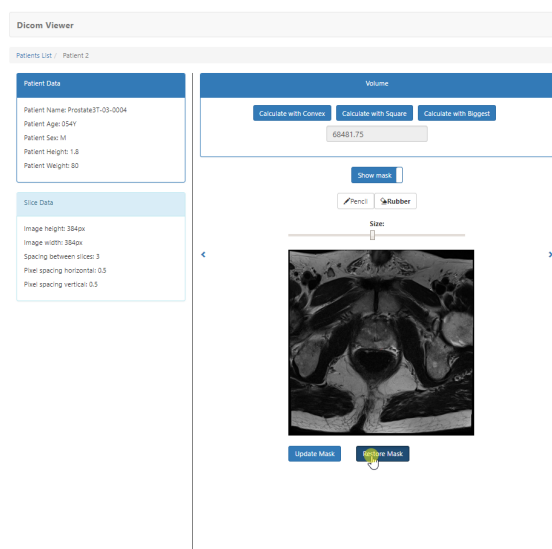 Dicom Viewer
Patients List / Patient 2
Patient Data
Patient Name: Prostate3T-03-0004
Patient Age: 054Y
Patient Sex: M
Patient Height: 1.8
Patient Weight: 80
Slice Data
Image height: 384px
Image width: 384px
Spacing between slices: 3
Pixel spacing horizontal: 0.5
Pixel spacing vertical: 0.5
Volume
Calculate with Convex Calculate with Square Calculate with Biggest
68481.75
Show mask
Pencil Rubber
Size:
Update Mask Restore Mask